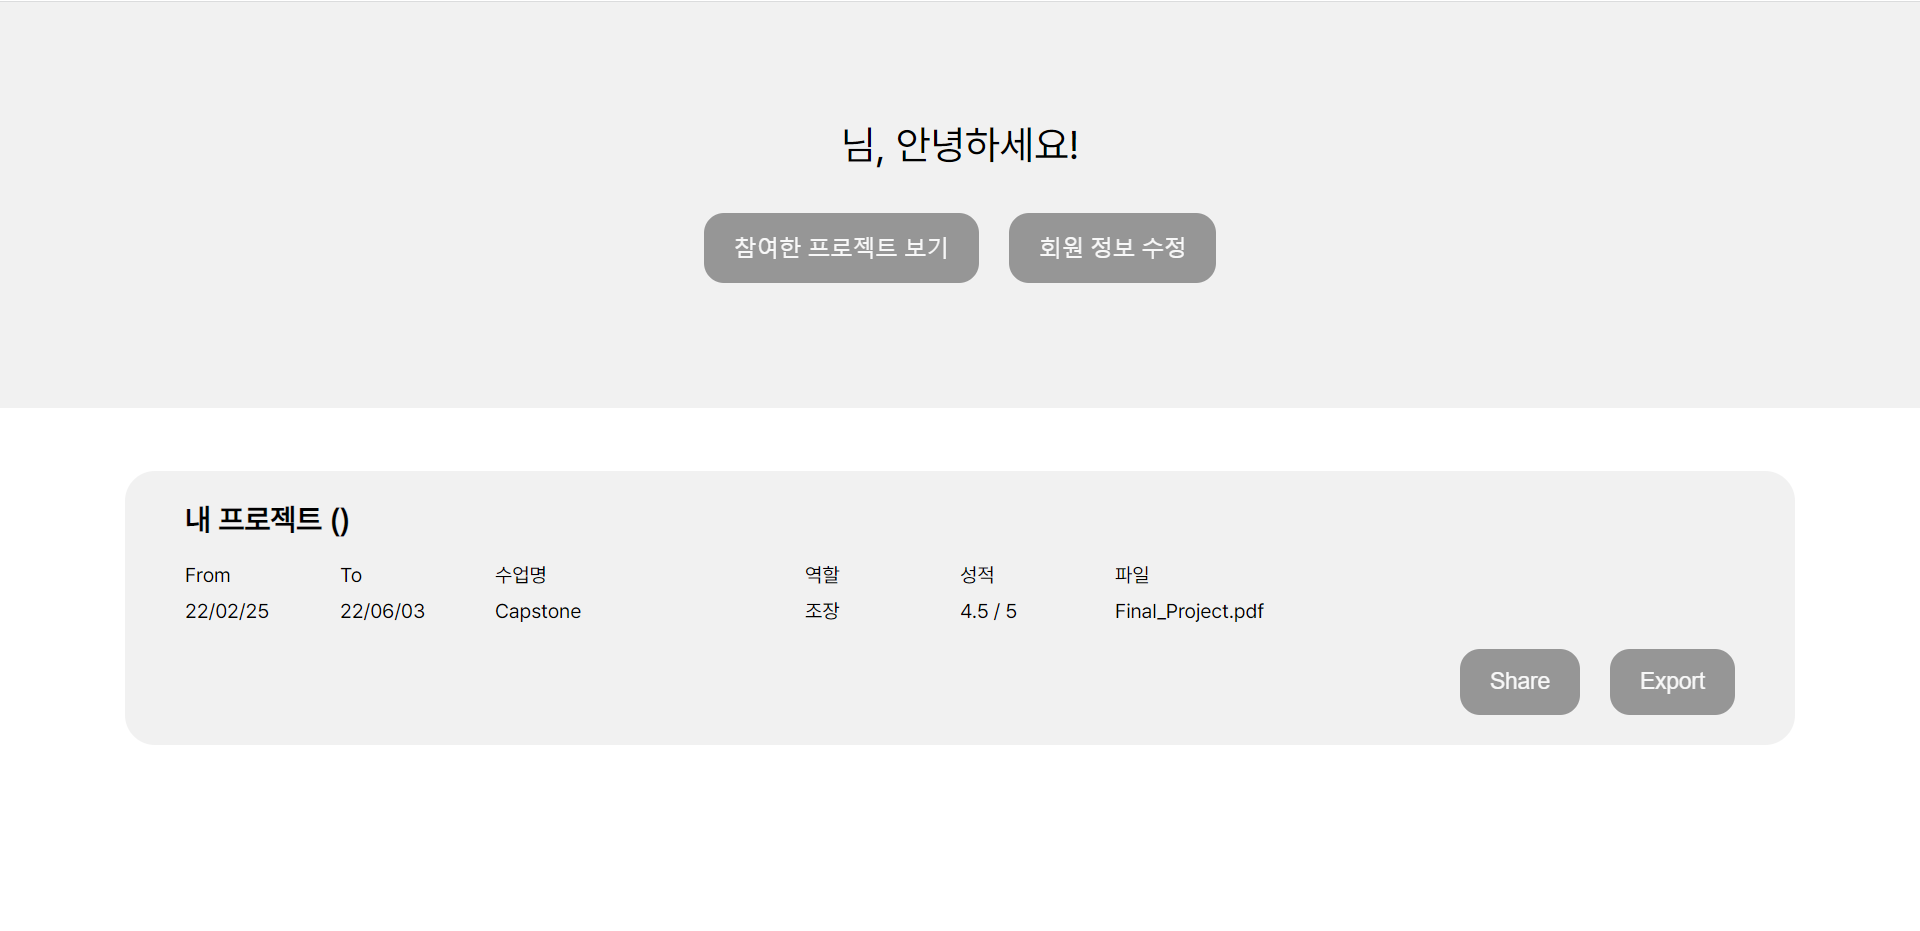 님, 안녕하세요!
참여한 프로젝트 보기 회원 정보 수정
내 프로젝트 ()
From To 수업명 역할 성적 파일
22/02/25 22/06/03 Capstone 조장 4.5 / 5 Final_Project.pdf
Share Export